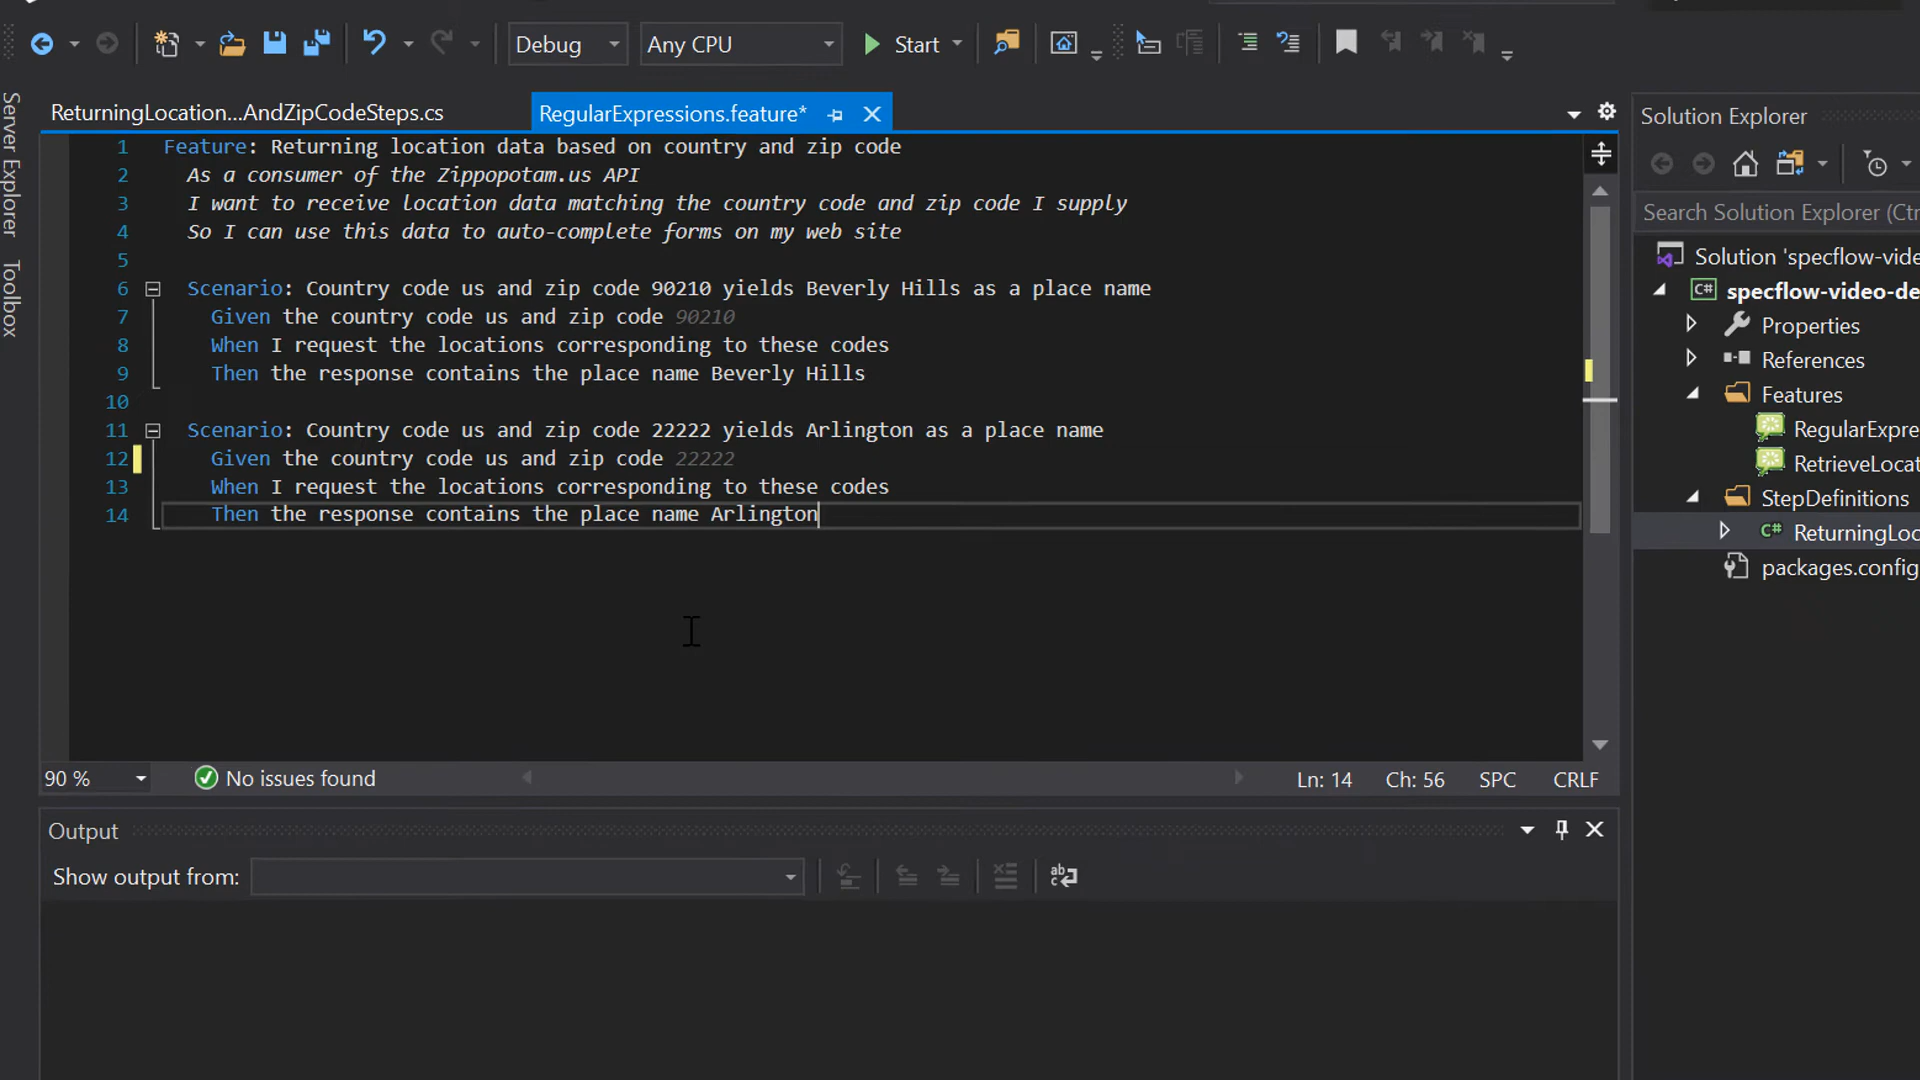 Debug
Any CPU
Start
Server Explorer
Toolbox
ReturningLocation...AndZipCodeSteps.cs
RegularExpressions.feature*
1 Feature: Returning location data based on country and zip code
2 As a consumer of the Zippopotam.us API
3 I want to receive location data matching the country code and zip code I supply
4 So I can use this data to auto-complete forms on my web site
5
6 Scenario: Country code us and zip code 90210 yields Beverly Hills as a place name
7 Given the country code us and zip code 90210
8 When I request the locations corresponding to these codes
9 Then the response contains the place name Beverly Hills
10
11 Scenario: Country code us and zip code 22222 yields Arlington as a place name
12 Given the country code us and zip code 22222
13 When I request the locations corresponding to these codes
14 Then the response contains the place name Arlington
90 %
No issues found
Ln: 14
Ch: 56
SPC
CRLF
Output
Show output from:
Solution Explorer
Search Solution Explorer (Ctr
Solution 'specflow-vide
C# specflow-video-de
Properties
References
Features
RegularExpre
RetrieveLocat
StepDefinitions
C# ReturningLoc
packages.config